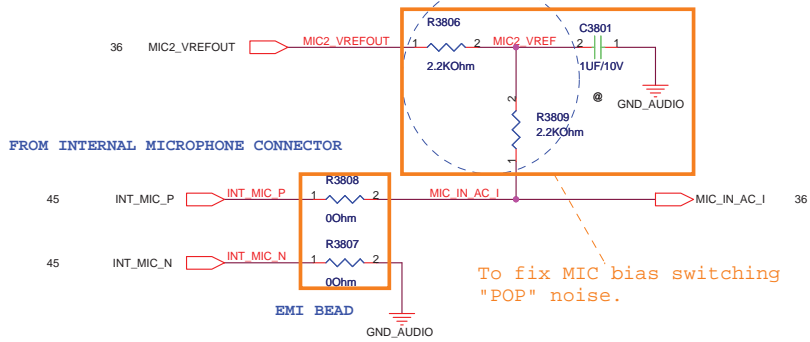 R3806
C3801
36 MIC2_VREFOUT MIC2_VREFOUT 1 2 MIC2_VREF 2 1
2.2KOhm
1UF/10V
@
GND_AUDIO
2
R3809
2.2KOhm
1
FROM INTERNAL MICROPHONE CONNECTOR
R3808
45 INT_MIC_P INT_MIC_P 1 2 MIC_IN_AC_I MIC_IN_AC_I 36
0Ohm
R3807
45 INT_MIC_N INT_MIC_N 1 2
0Ohm
To fix MIC bias switching
"POP" noise.
EMI BEAD
GND_AUDIO